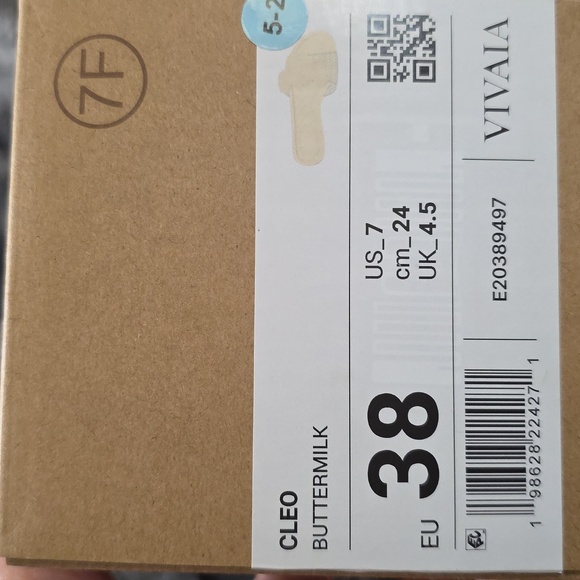 7F
5-2
CLEO
BUTTERMILK
EU 38
US_7
cm_24
UK_4.5
VIVAIA
E20389497
1 98628 22427 1